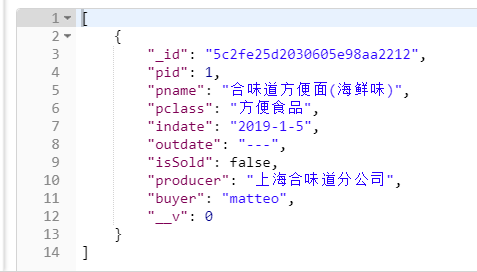 1 [
2 {
3 "_id": "5c2fe25d2030605e98aa2212",
4 "pid": 1,
5 "pname": "合味道方便面(海鲜味)",
6 "pclass": "方便食品",
7 "indate": "2019-1-5",
8 "outdate": "---",
9 "isSold": false,
10 "producer": "上海合味道分公司",
11 "buyer": "matteo",
12 "__v": 0
13 }
14 ]